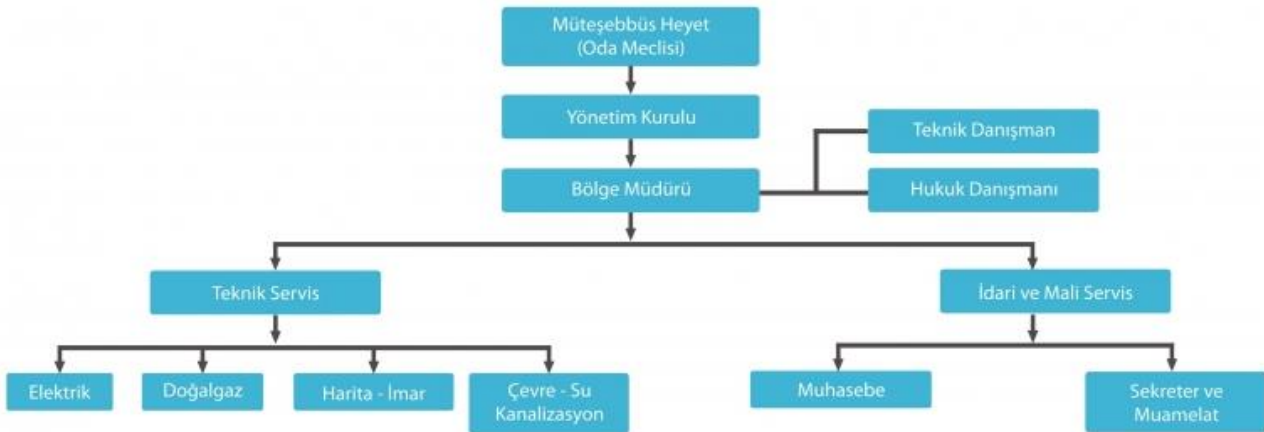 Müteşebbüs Heyet
(Oda Meclisi)
Yönetim Kurulu
Teknik Danışman
Bölge Müdürü
Hukuk Danışmanı
Teknik Servis
İdari ve Mali Servis
Elektrik
Doğalgaz
Harita - İmar
Çevre - Su
Kanalizasyon
Muhasebe
Sekreter ve
Muamelat